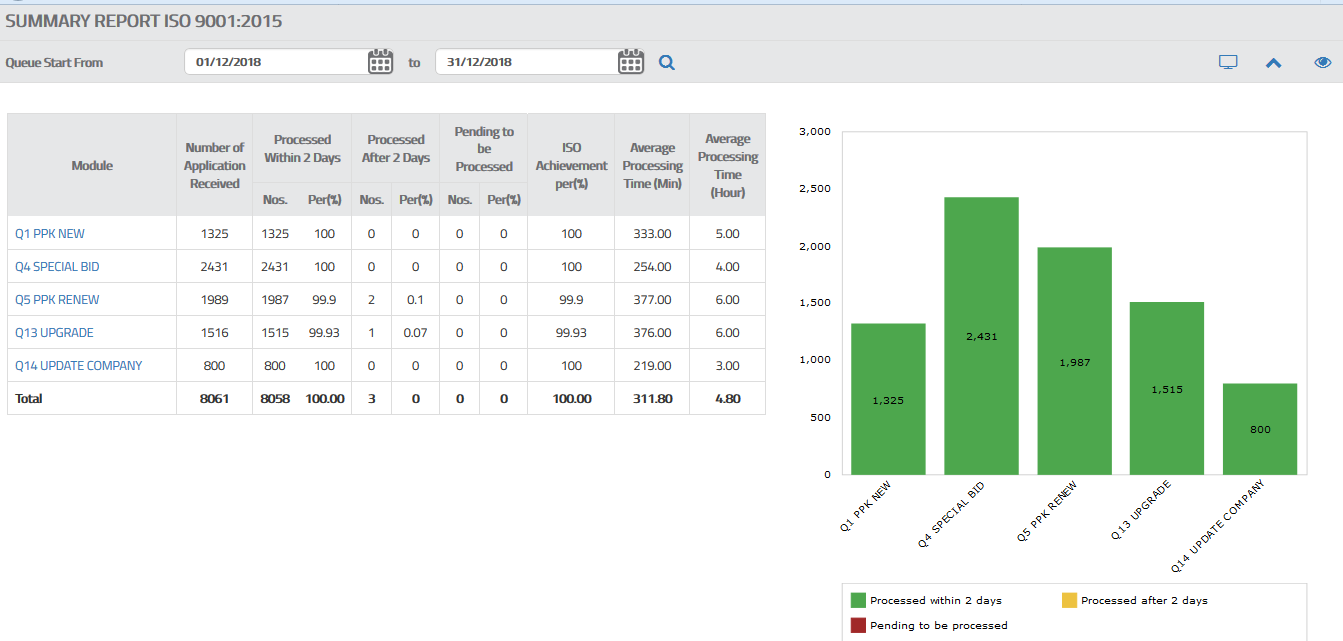 SUMMARY REPORT ISO 9001:2015
Queue Start From 01/12/2018 to 31/12/2018
Module
Number of Application Received
Processed Within 2 Days
Processed After 2 Days
Pending to be Processed
ISO Achievement per(%)
Average Processing Time (Min)
Average Processing Time (Hour)
Nos. Per(%) Nos. Per(%) Nos. Per(%)
Q1 PPK NEW 1325 1325 100 0 0 0 0 100 333.00 5.00
Q4 SPECIAL BID 2431 2431 100 0 0 0 0 100 254.00 4.00
Q5 PPK RENEW 1989 1987 99.9 2 0.1 0 0 99.9 377.00 6.00
Q13 UPGRADE 1516 1515 99.93 1 0.07 0 0 99.93 376.00 6.00
Q14 UPDATE COMPANY 800 800 100 0 0 0 0 100 219.00 3.00
Total 8061 8058 100.00 3 0 0 0 100.00 311.80 4.80
3,000
2,500
2,000
1,500
1,000
500
0
1,325
2,431
1,987
1,515
800
Q1 PPK NEW
Q4 SPECIAL BID
Q5 PPK RENEW
Q13 UPGRADE
Q14 UPDATE COMPANY
Processed within 2 days
Processed after 2 days
Pending to be processed